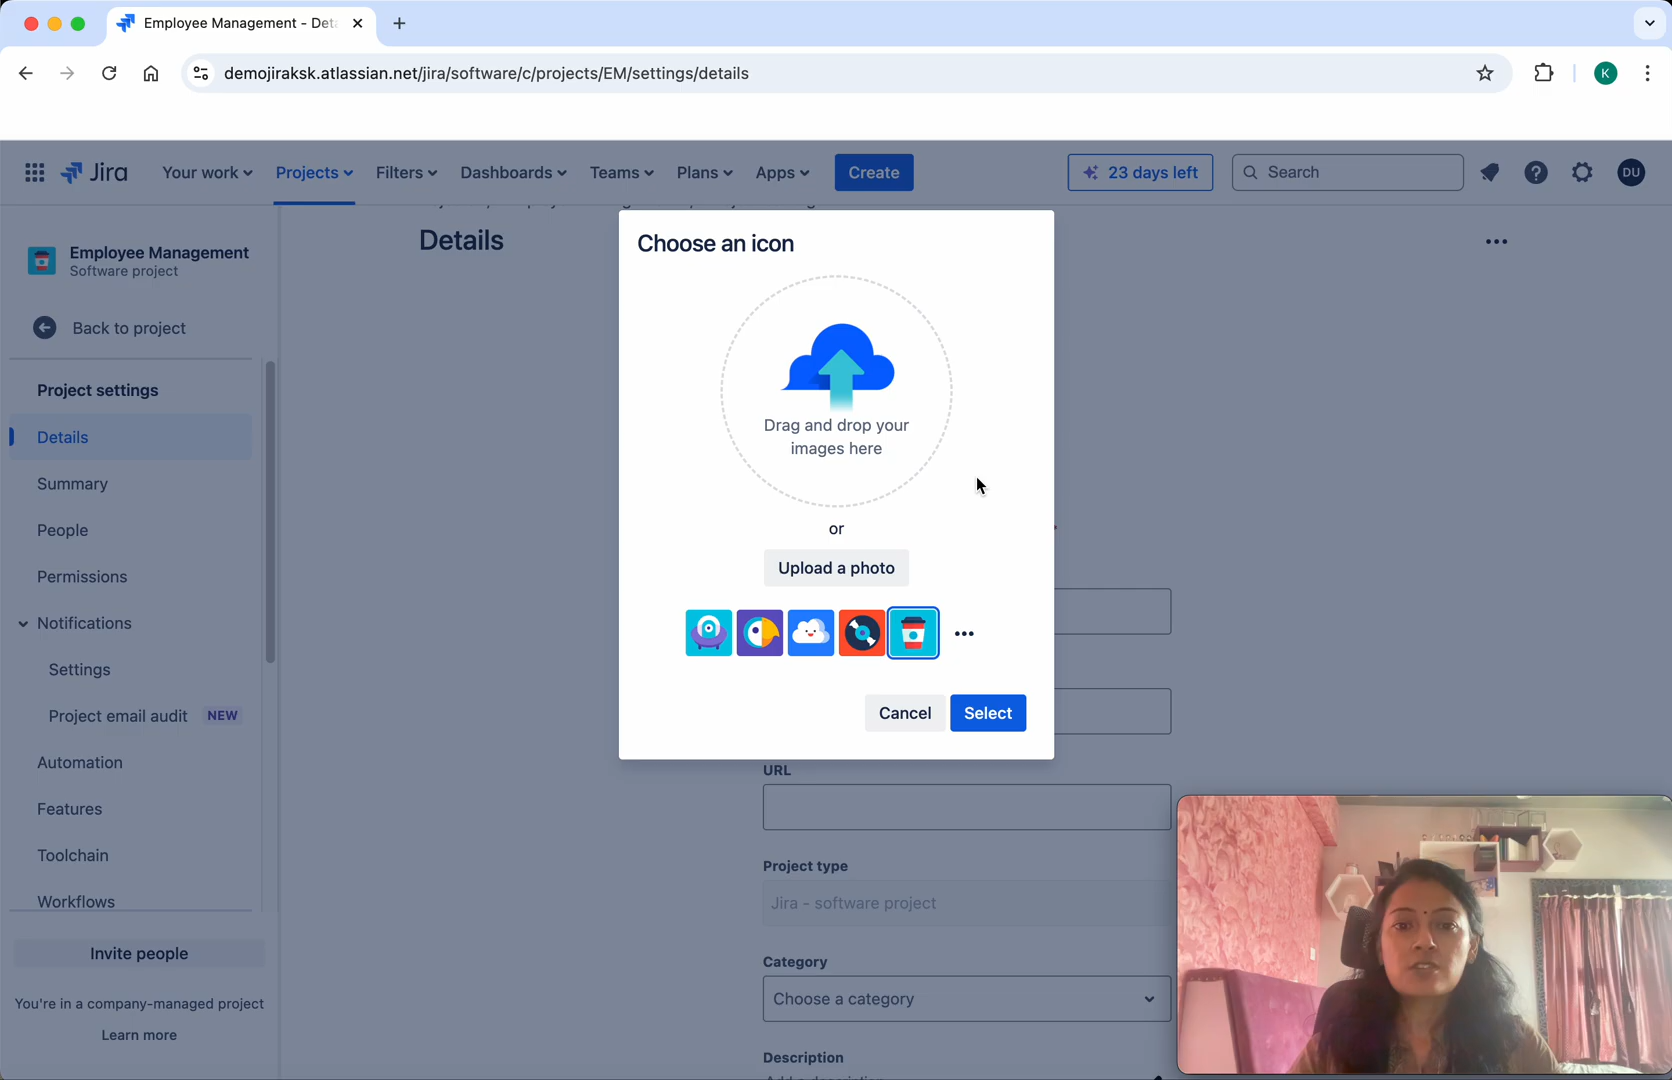 Employee Management - Deta
demojiraksk.atlassian.net/jira/software/c/projects/EM/settings/details
K
Jira
Your work
Projects
Filters
Dashboards
Teams
Plans
Apps
Create
23 days left
Search
DU
Employee Management
Software project
Back to project
Project settings
Details
Summary
People
Permissions
Notifications
Settings
Project email audit NEW
Automation
Features
Toolchain
Workflows
Invite people
You're in a company-managed project
Learn more
Details
Choose an icon
Drag and drop your
images here
or
Upload a photo
Cancel
Select
URL
Project type
Jira - software project
Category
Choose a category
Description